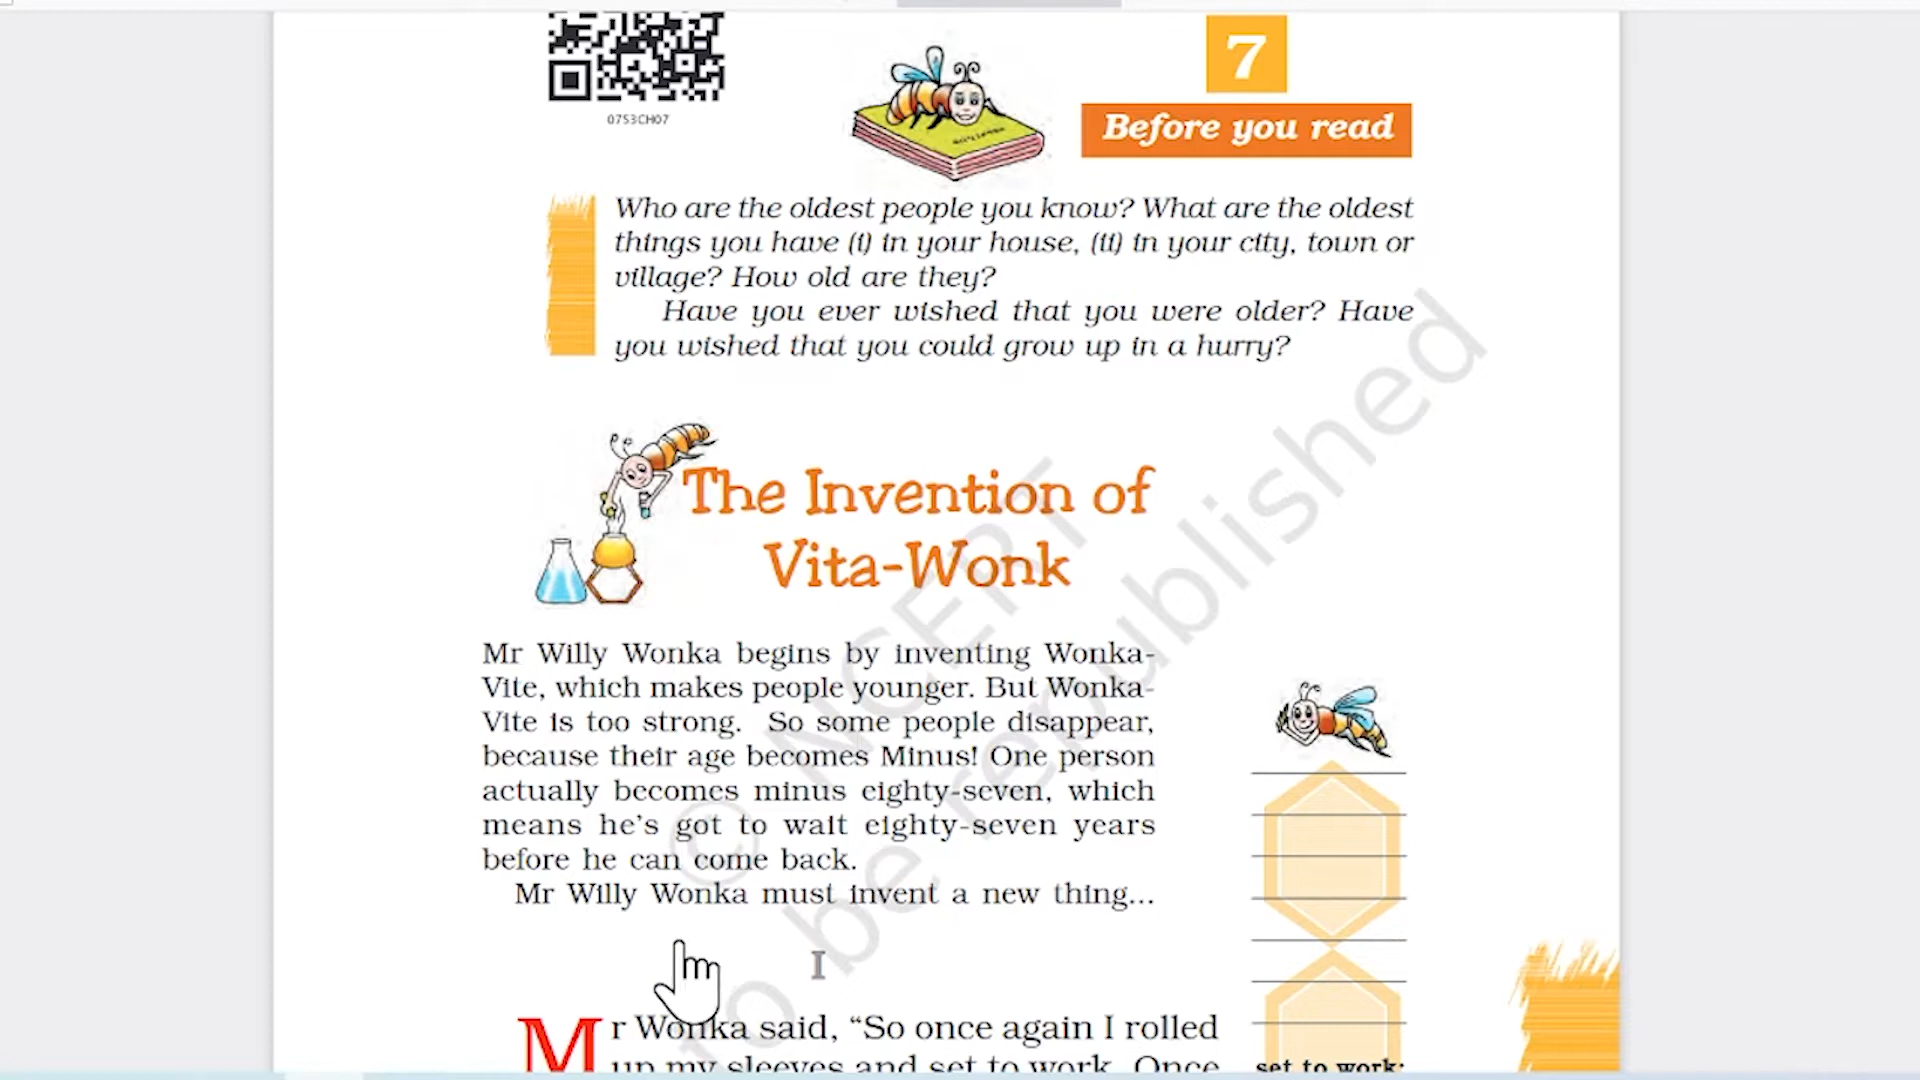 0753CH07
7
Before you read
Who are the oldest people you know? What are the oldest
things you have (i) in your house, (ii) in your city, town or
village? How old are they?
Have you ever wished that you were older? Have
you wished that you could grow up in a hurry?
The Invention of
Vita-Wonk
Mr Willy Wonka begins by inventing Wonka-
Vite, which makes people younger. But Wonka-
Vite is too strong. So some people disappear,
because their age becomes Minus! One person
actually becomes minus eighty-seven, which
means he's got to wait eighty-seven years
before he can come back.
Mr Willy Wonka must invent a new thing...
I
Mr Wonka said, “So once again I rolled
up my sleeves and set to work. Once
set to work:
© NCERT
to be republished